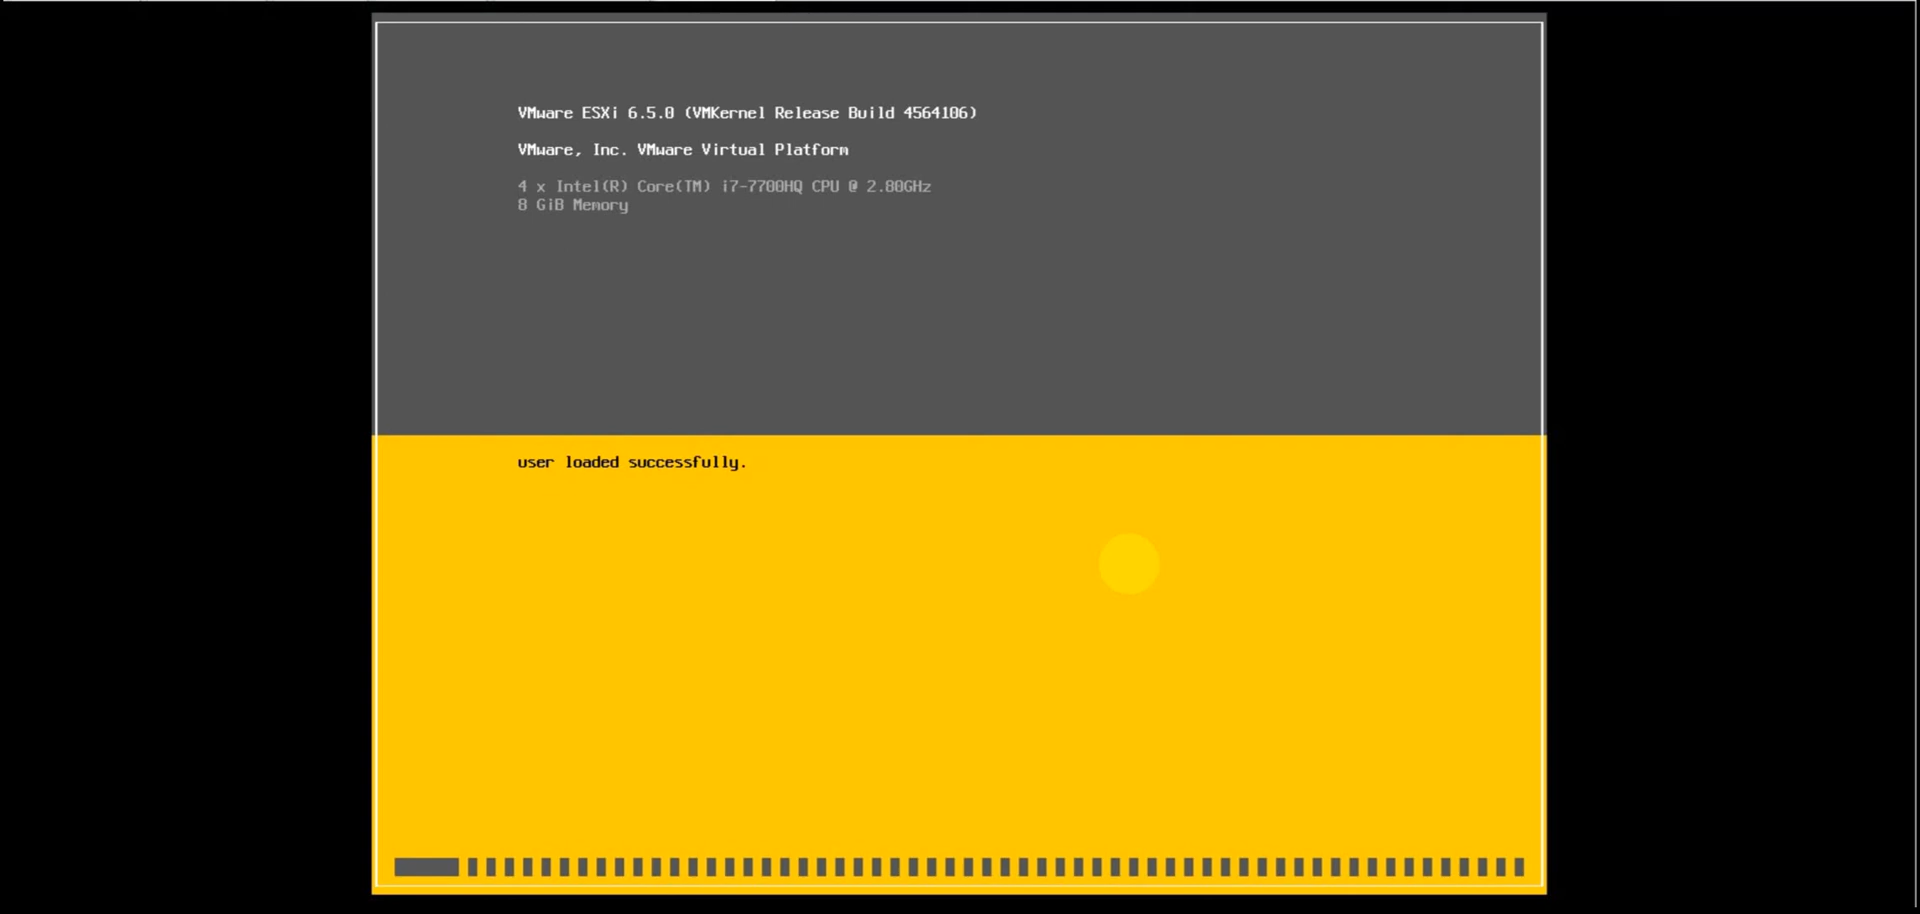 VMware ESXi 6.5.0 (VMKernel Release Build 4564106)
VMware, Inc. VMware Virtual Platform
4 x Intel(R) Core(TM) i7-7700HQ CPU @ 2.80GHz
8 GiB Memory
user loaded successfully.